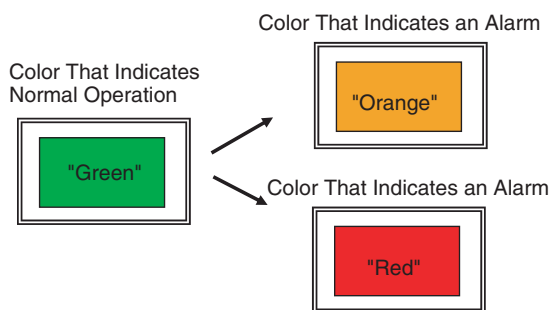 Color That Indicates an Alarm
Color That Indicates
Normal Operation
"Orange"
"Green"
Color That Indicates an Alarm
"Red"